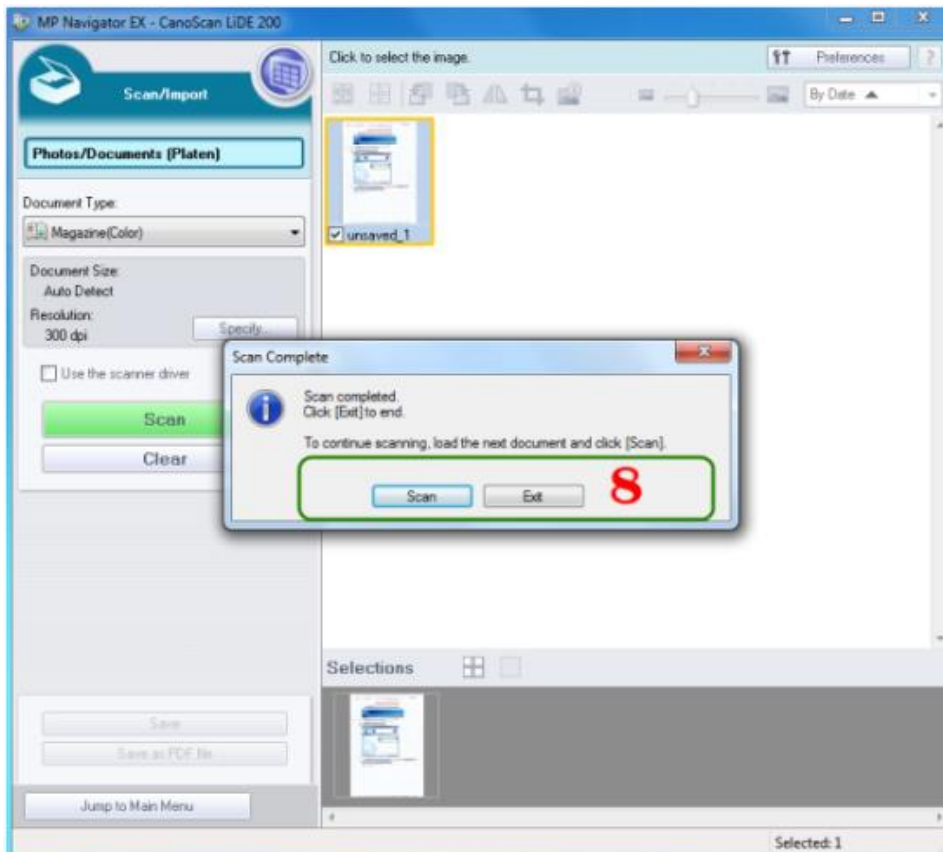 MP Navigator EX - CanoScan LiDE 200
Scan/Import
Click to select the image.
Preferences
?
By Date
Photos/Documents (Platen)
Document Type:
Magazine(Color)
unsaved_1
Document Size:
Auto Detect
Resolution:
300 dpi
Specify...
Use the scanner driver
Scan
Clear
Scan Complete
Scan completed.
Click [Exit] to end.
To continue scanning, load the next document and click [Scan].
Scan
Exit
8
Selections
Save
Save as PDF file
Jump to Main Menu
Selected: 1